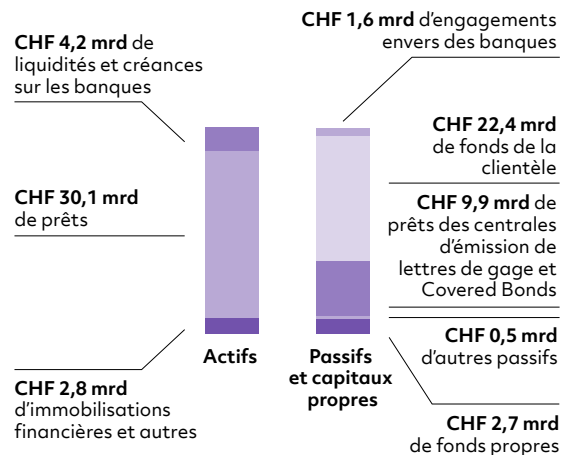 CHF 4,2 mrd de
liquidités et créances
sur les banques
CHF 30,1 mrd
de prêts
CHF 2,8 mrd
d'immobilisations
financières et autres
Actifs
Passifs
et capitaux
propres
CHF 1,6 mrd d'engagements
envers des banques
CHF 22,4 mrd
de fonds de la
clientèle
CHF 9,9 mrd de
prêts des centrales
d'émission de
lettres de gage et
Covered Bonds
CHF 0,5 mrd
d'autres passifs
CHF 2,7 mrd
de fonds propres